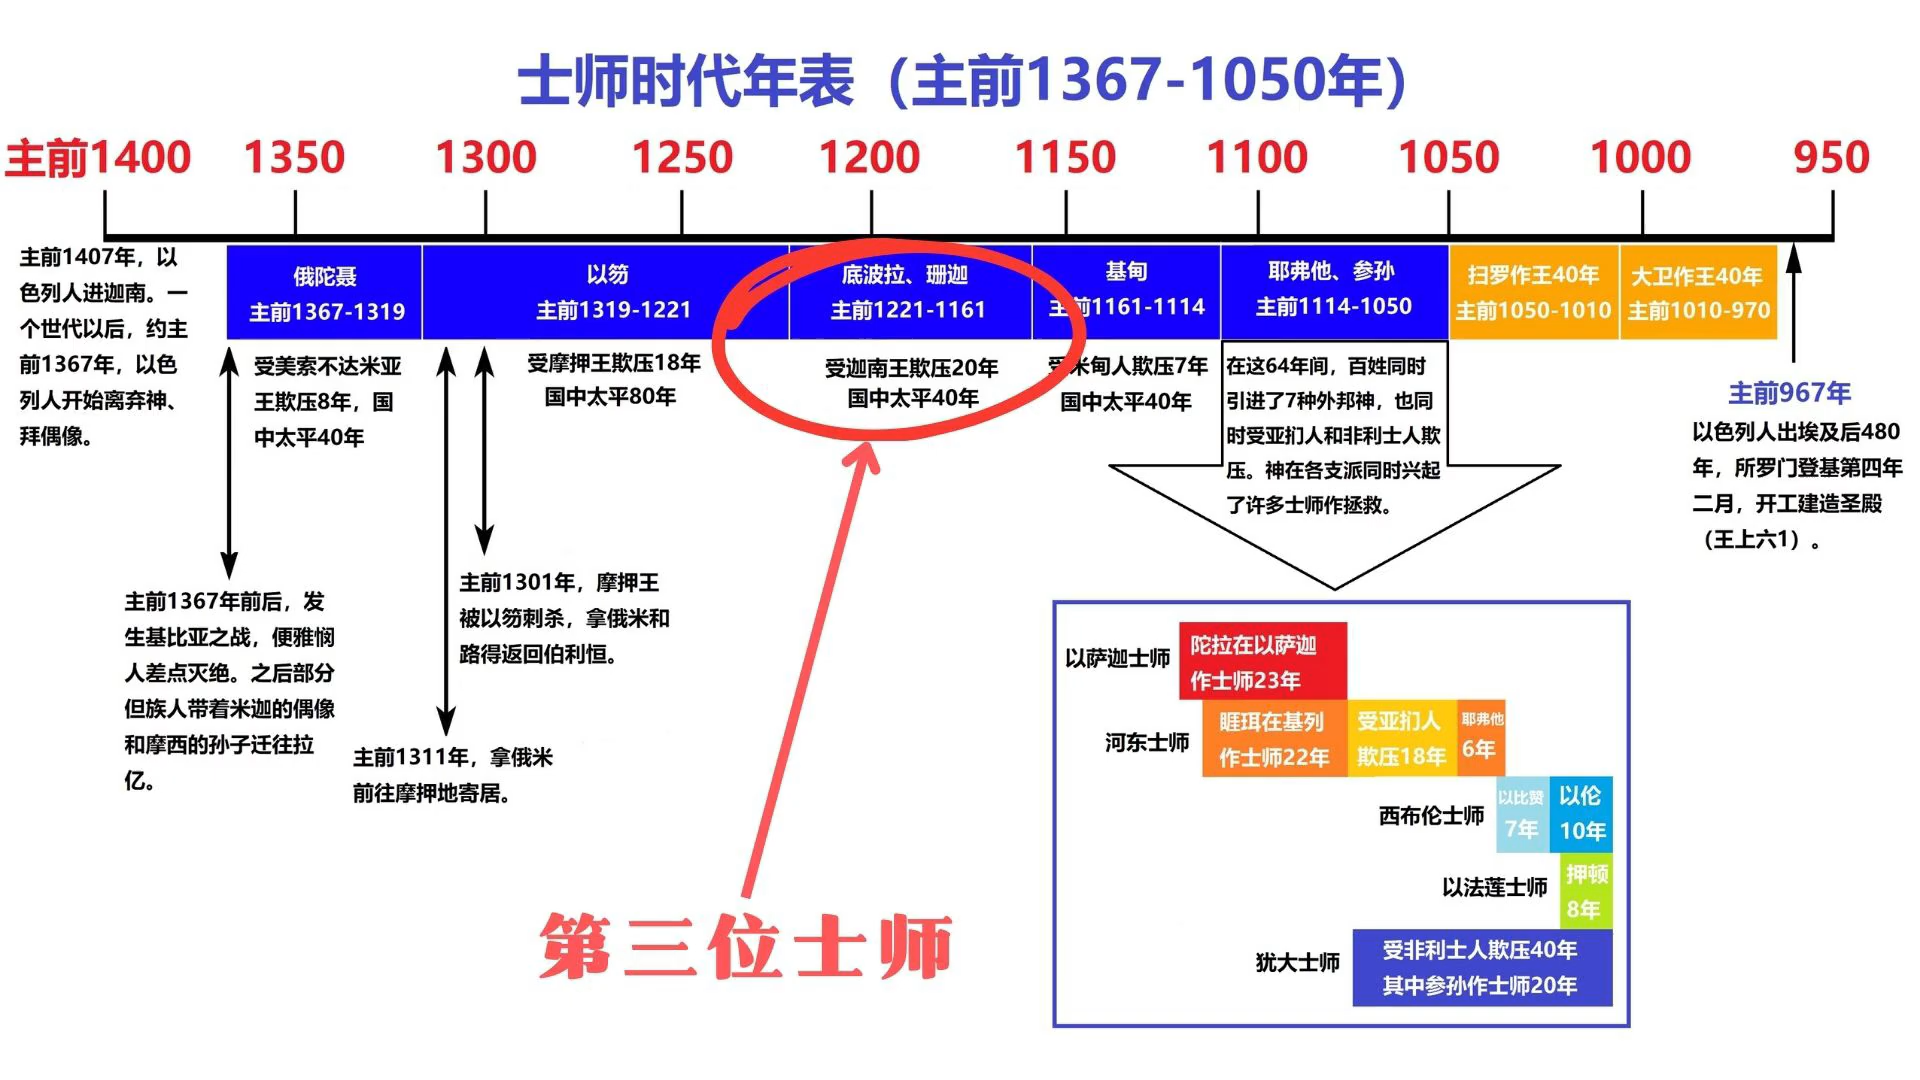 士师时代年表（主前1367-1050年）
主前1400 1350 1300 1250 1200 1150 1100 1050 1000 950
主前1407年，以
色列人进迦南。一
个世代以后，约主
前1367年，以色
列人开始离弃神、
拜偶像。
俄陀聂
主前1367-1319
受美索不达米亚
王欺压8年，国
中太平40年
以笏
主前1319-1221
受摩押王欺压18年
国中太平80年
底波拉、珊迦
主前1221-1161
受迦南王欺压20年
国中太平40年
基甸
主前1161-1114
受米甸人欺压7年
国中太平40年
耶弗他、参孙
主前1114-1050
在这64年间，百姓同时
引进了7种外邦神，也同
时受亚扪人和非利士人欺
压。神在各支派同时兴起
了许多士师作拯救。
扫罗作王40年
主前1050-1010
大卫作王40年
主前1010-970
主前967年
以色列人出埃及后480
年，所罗门登基第四年
二月，开工建造圣殿
（王上六1）。
主前1367年前后，发
生基比亚之战，便雅悯
人差点灭绝。之后部分
但族人带着米迦的偶像
和摩西的孙子迁往拉
亿。
主前1311年，拿俄米
前往摩押地寄居。
主前1301年，摩押王
被以笏刺杀，拿俄米和
路得返回伯利恒。
第三位士师
以萨迦士师
陀拉在以萨迦
作士师23年
河东士师
睚珥在基列
作士师22年
受亚扪人
欺压18年
耶弗他
6年
西布伦士师
以比赞
7年
以伦
10年
以法莲士师
押顿
8年
犹大士师
受非利士人欺压40年
其中参孙作士师20年